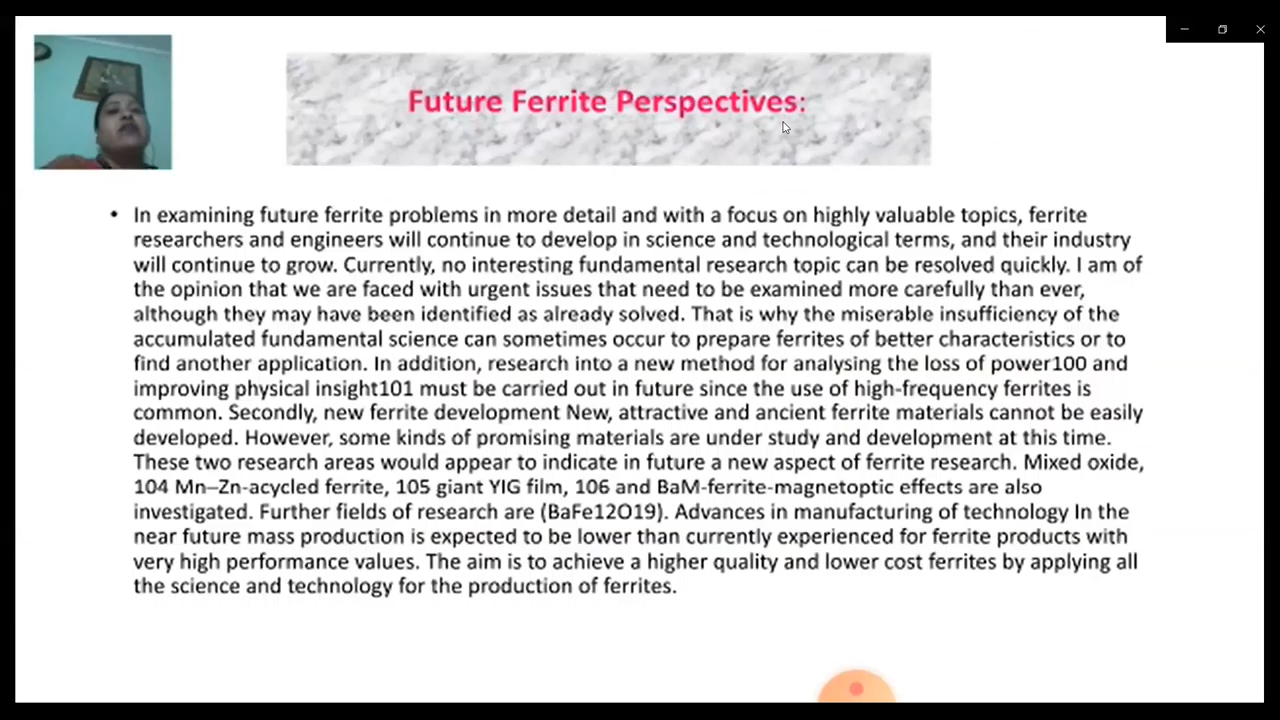 Future Ferrite Perspectives:
• In examining future ferrite problems in more detail and with a focus on highly valuable topics, ferrite
researchers and engineers will continue to develop in science and technological terms, and their industry
will continue to grow. Currently, no interesting fundamental research topic can be resolved quickly. I am of
the opinion that we are faced with urgent issues that need to be examined more carefully than ever,
although they may have been identified as already solved. That is why the miserable insufficiency of the
accumulated fundamental science can sometimes occur to prepare ferrites of better characteristics or to
find another application. In addition, research into a new method for analysing the loss of power100 and
improving physical insight101 must be carried out in future since the use of high-frequency ferrites is
common. Secondly, new ferrite development New, attractive and ancient ferrite materials cannot be easily
developed. However, some kinds of promising materials are under study and development at this time.
These two research areas would appear to indicate in future a new aspect of ferrite research. Mixed oxide,
104 Mn–Zn-acycled ferrite, 105 giant YIG film, 106 and BaM-ferrite-magnetoptic effects are also
investigated. Further fields of research are (BaFe12O19). Advances in manufacturing of technology In the
near future mass production is expected to be lower than currently experienced for ferrite products with
very high performance values. The aim is to achieve a higher quality and lower cost ferrites by applying all
the science and technology for the production of ferrites.